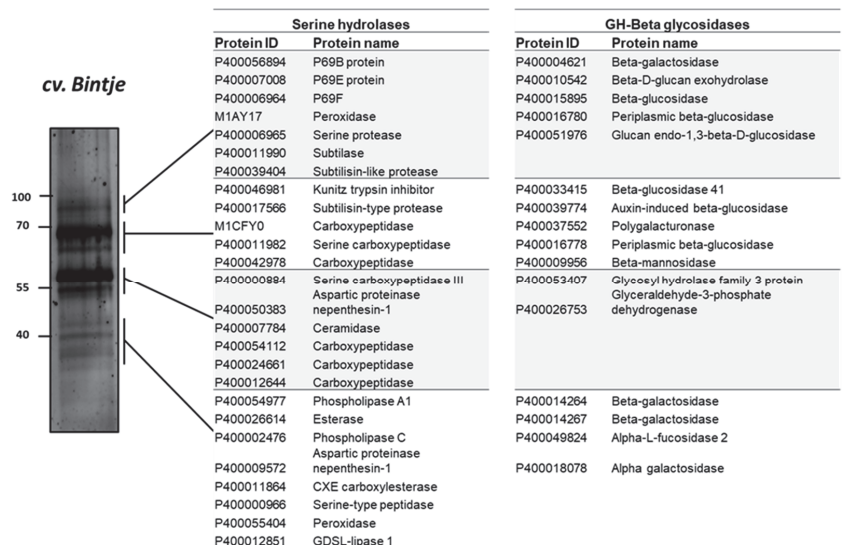 Serine hydrolases
Protein ID Protein name
P400056894 P69B protein
P400007008 P69E protein
P400006964 P69F
M1AY17 Peroxidase
P400006965 Serine protease
P400011990 Subtilase
P400039404 Subtilisin-like protease
P400046981 Kunitz trypsin inhibitor
P400017566 Subtilisin-type protease
M1CFY0 Carboxypeptidase
P400011982 Serine carboxypeptidase
P400042978 Carboxypeptidase
P400000884 Serine carboxypeptidase III
Aspartic proteinase
P400050383 nepenthesin-1
P400007784 Ceramidase
P400054112 Carboxypeptidase
P400024661 Carboxypeptidase
P400012644 Carboxypeptidase
P400054977 Phospholipase A1
P400026614 Esterase
P400002476 Phospholipase C
Aspartic proteinase
P400009572 nepenthesin-1
P400011864 CXE carboxylesterase
P400000966 Serine-type peptidase
P400055404 Peroxidase
P400012851 GDSL-lipase 1
GH-Beta glycosidases
Protein ID Protein name
P400004621 Beta-galactosidase
P400010542 Beta-D-glucan exohydrolase
P400015895 Beta-glucosidase
P400016780 Periplasmic beta-glucosidase
P400051976 Glucan endo-1,3-beta-D-glucosidase
P400033415 Beta-glucosidase 41
P400039774 Auxin-induced beta-glucosidase
P400037552 Polygalacturonase
P400016778 Periplasmic beta-glucosidase
P400009956 Beta-mannosidase
P400053407 Glycosyl hydrolase family 3 protein
Glyceraldehyde-3-phosphate
P400026753 dehydrogenase
P400014264 Beta-galactosidase
P400014267 Beta-galactosidase
P400049824 Alpha-L-fucosidase 2
P400018078 Alpha galactosidase
cv. Bintje
100
70
55
40